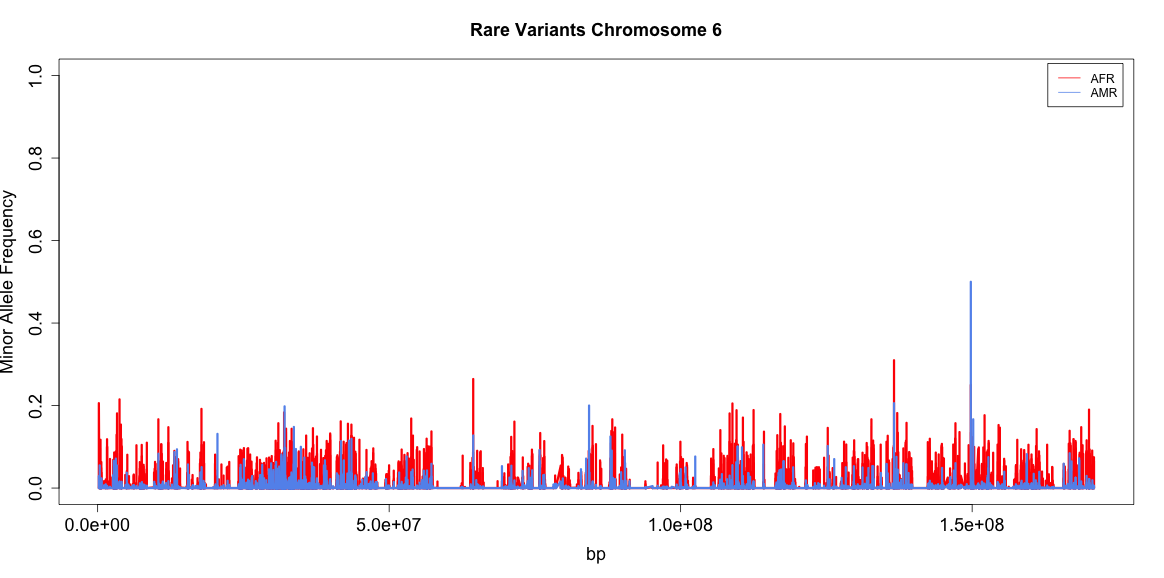 Rare Variants Chromosome 6
AFR
AMR
Minor Allele Frequency
1.0
0.8
0.6
0.4
0.2
0.0
0.0e+00 5.0e+07 1.0e+08 1.5e+08
bp